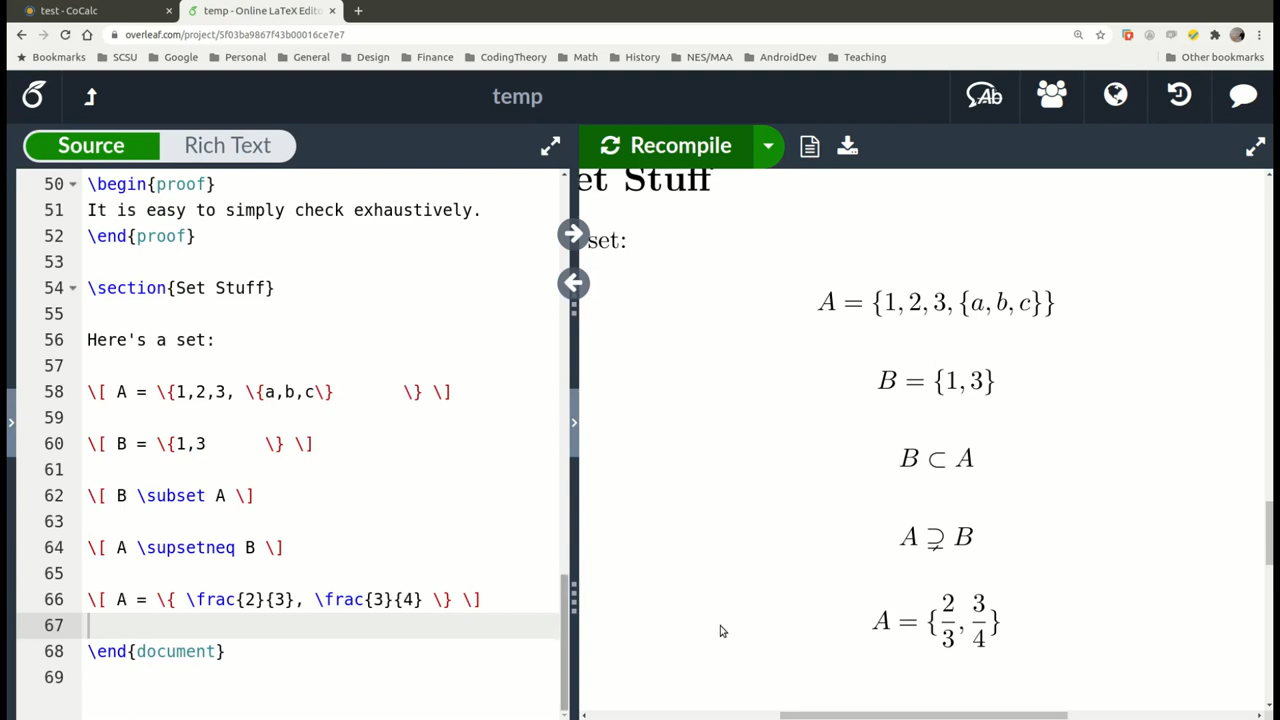 test - CoCalc
temp - Online LaTeX Edito
overleaf.com/project/5f03ba9867f43b00016ce7e7
Bookmarks SCSU Google Personal General Design Finance CodingTheory Math History NES/MAA AndroidDev Teaching Other bookmarks
temp
Source Rich Text
Recompile
50 \begin{proof}
51 It is easy to simply check exhaustively.
52 \end{proof}
53
54 \section{Set Stuff}
55
56 Here's a set:
57
58 \[ A = \{1,2,3, \{a,b,c\} \} \]
59
60 \[ B = \{1,3 \} \]
61
62 \[ B \subset A \]
63
64 \[ A \supsetneq B \]
65
66 \[ A = \{ \frac{2}{3}, \frac{3}{4} \} \]
67
68 \end{document}
69
et Stuff
set:
A = {1, 2, 3, {a, b, c}}
B = {1, 3}
B ⊂ A
A ⊋ B
A = {2/3, 3/4}